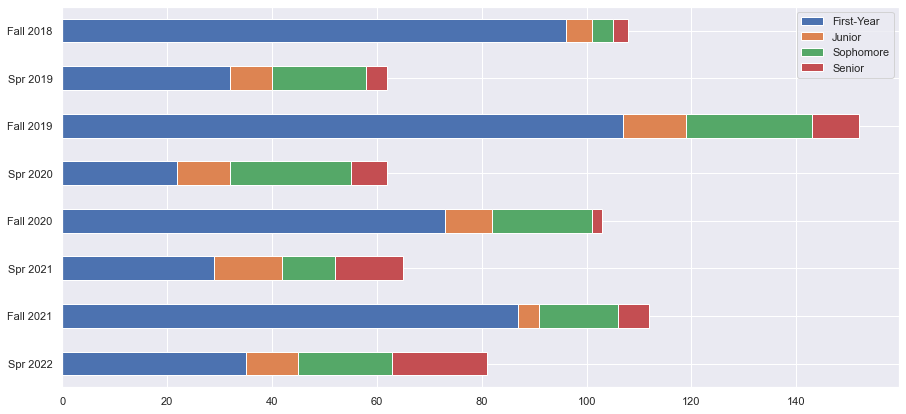 Fall 2018
Spr 2019
Fall 2019
Spr 2020
Fall 2020
Spr 2021
Fall 2021
Spr 2022
0 20 40 60 80 100 120 140
First-Year
Junior
Sophomore
Senior